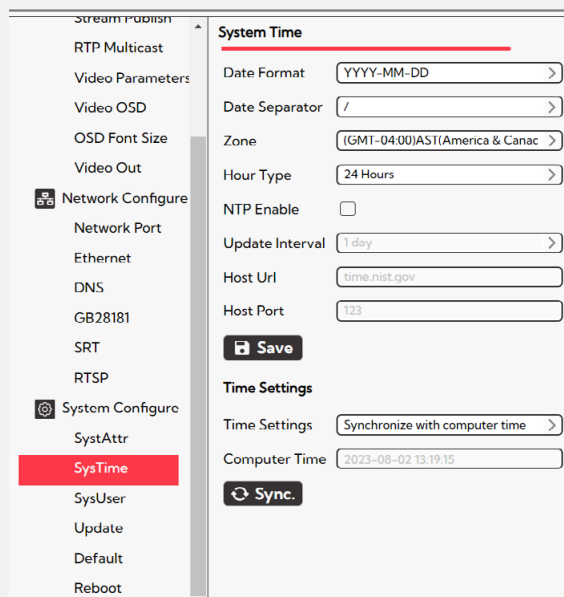 Stream Publish
RTP Multicast
Video Parameters
Video OSD
OSD Font Size
Video Out
Network Configure
Network Port
Ethernet
DNS
GB28181
SRT
RTSP
System Configure
SystAttr
SysTime
SysUser
Update
Default
Reboot
System Time
Date Format YYYY-MM-DD
Date Separator /
Zone (GMT-04:00)AST(America & Canac
Hour Type 24 Hours
NTP Enable
Update Interval 1 day
Host Url time.nist.gov
Host Port 123
Save
Time Settings
Time Settings Synchronize with computer time
Computer Time 2023-08-02 13:19:15
Sync.